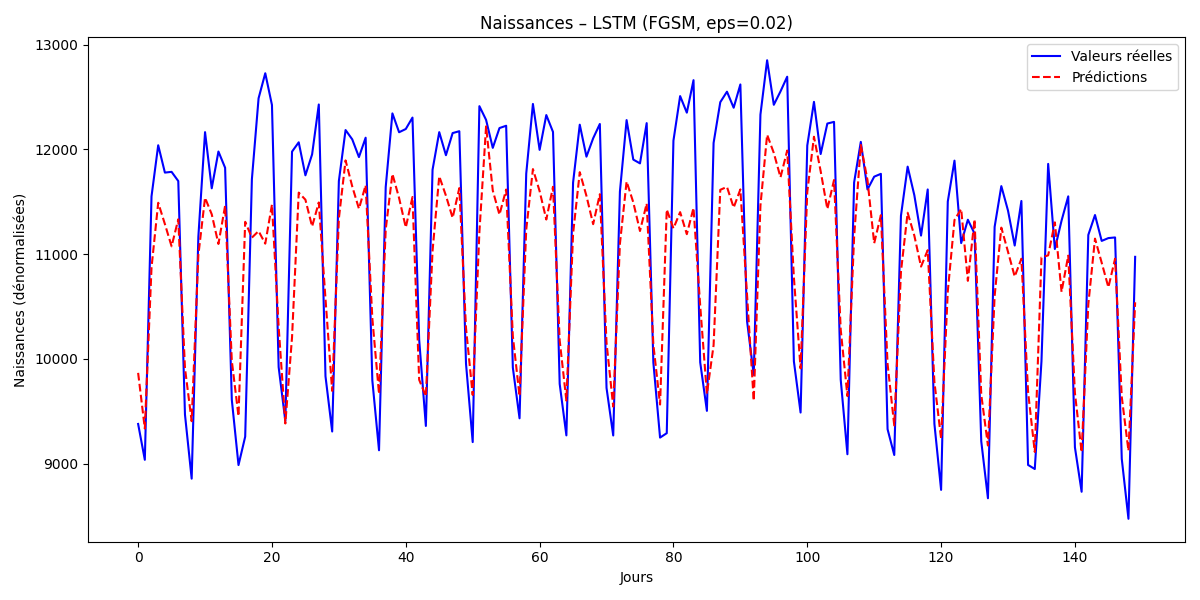 Naissances – LSTM (FGSM, eps=0.02)
Valeurs réelles
Prédictions
13000
12000
11000
10000
9000
Naissances (dénormalisées)
0 20 40 60 80 100 120 140
Jours